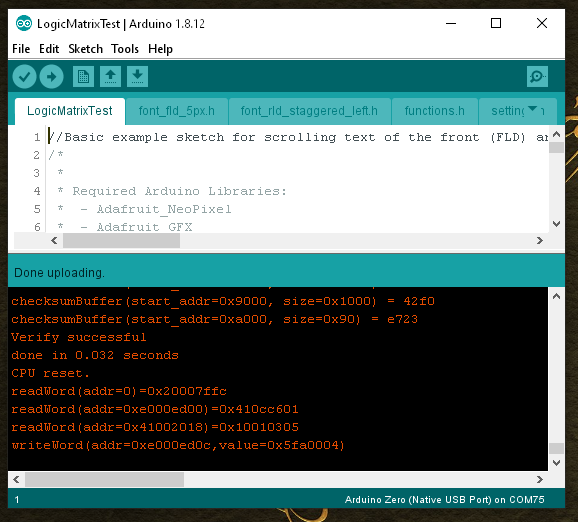 LogicMatrixTest | Arduino 1.8.12
File Edit Sketch Tools Help
LogicMatrixTest font_fld_5px.h font_rld_staggered_left.h functions.h setting
1 //Basic example sketch for scrolling text of the front (FLD) an
2 /*
3 *
4 * Required Arduino Libraries:
5 * - Adafruit_NeoPixel
6 * - Adafruit GFX
Done uploading.
checksumBuffer(start_addr=0x9000, size=0x1000) = 42f0
checksumBuffer(start_addr=0xa000, size=0x90) = e723
Verify successful
done in 0.032 seconds
CPU reset.
readWord(addr=0)=0x20007ffc
readWord(addr=0xe000ed00)=0x410cc601
readWord(addr=0x41002018)=0x10010305
writeWord(addr=0xe000ed0c,value=0x5fa0004)
1 Arduino Zero (Native USB Port) on COM75